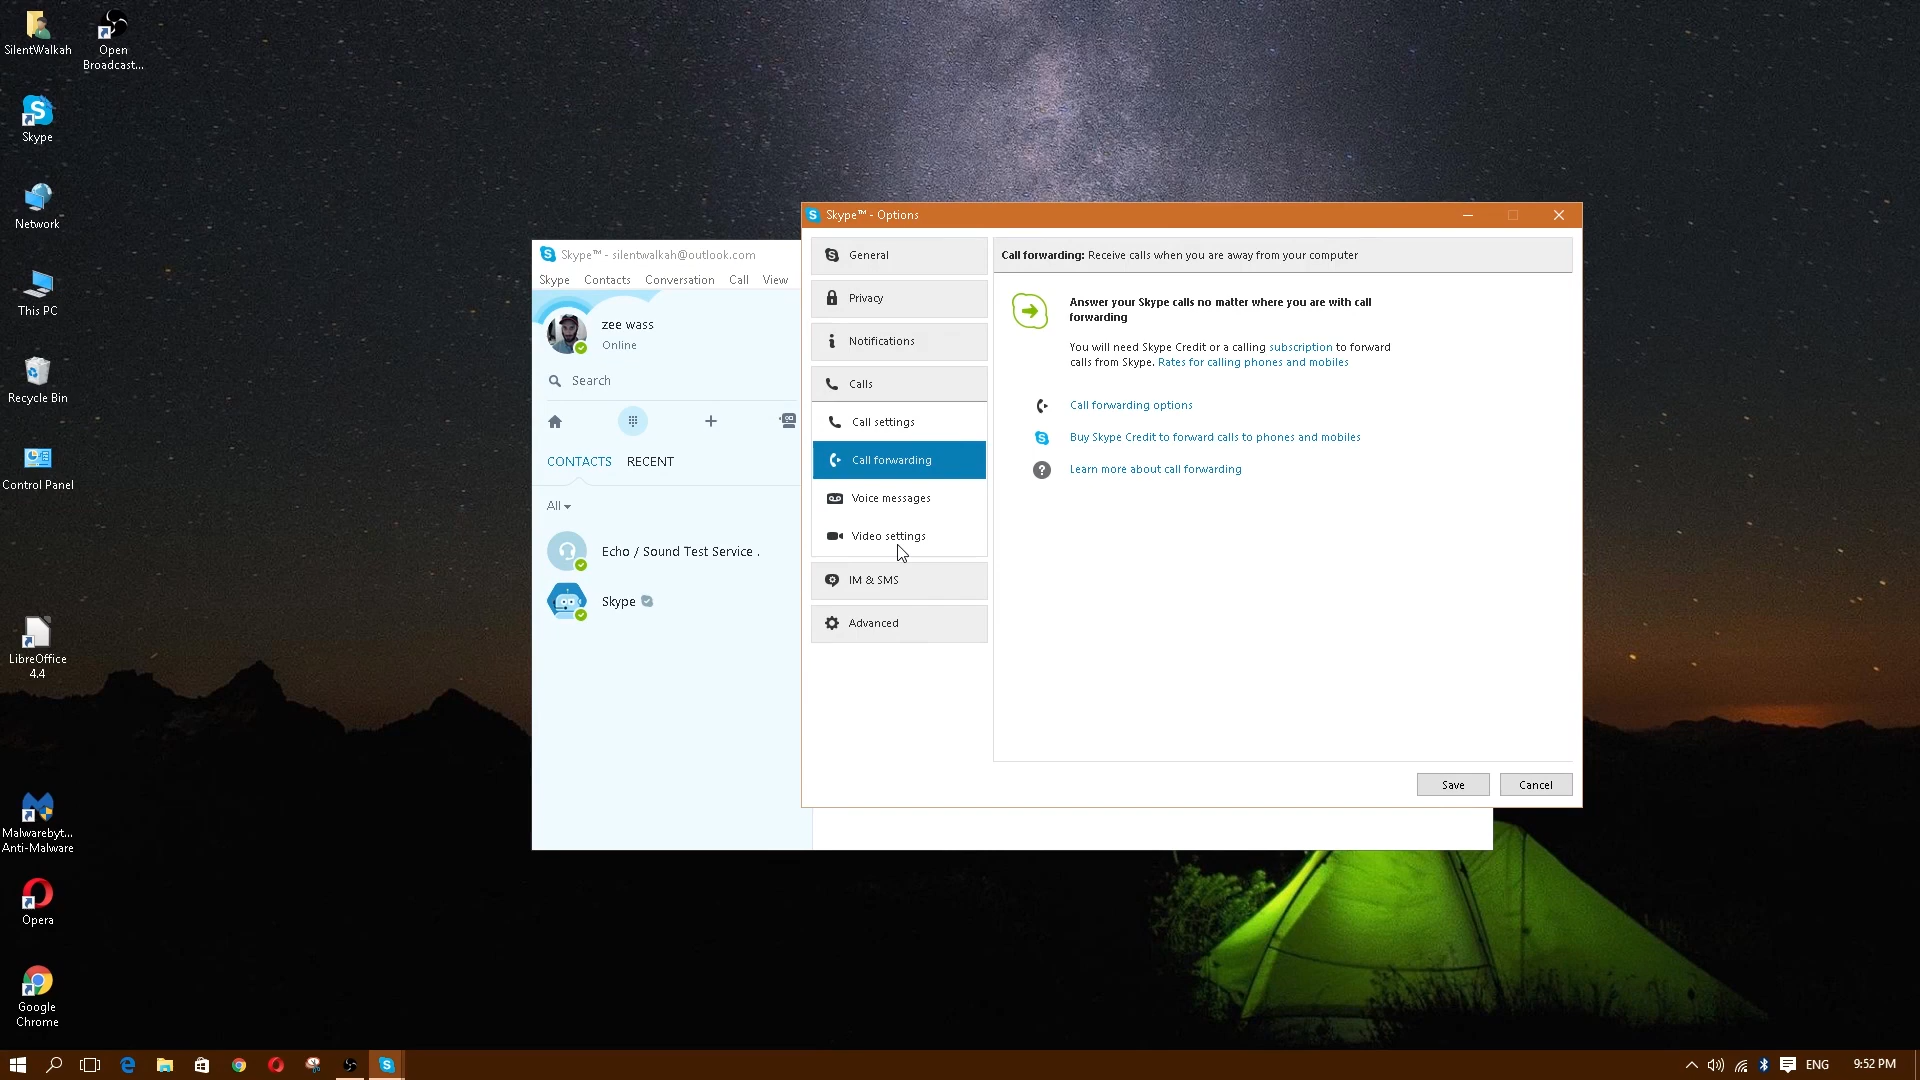 SilentWalkah
Open
Broadcast...
Skype
Network
This PC
Recycle Bin
Control Panel
LibreOffice
4.4
Malwarebyt...
Anti-Malware
Opera
Google
Chrome
Skype™ - silentwalkah@outlook.com
Skype Contacts Conversation Call View
zee wass
Online
Search
CONTACTS RECENT
All
Echo / Sound Test Service .
Skype
Skype™ - Options
General
Privacy
Notifications
Calls
Call settings
Call forwarding
Voice messages
Video settings
IM & SMS
Advanced
Call forwarding: Receive calls when you are away from your computer
Answer your Skype calls no matter where you are with call
forwarding
You will need Skype Credit or a calling subscription to forward
calls from Skype. Rates for calling phones and mobiles
Call forwarding options
Buy Skype Credit to forward calls to phones and mobiles
Learn more about call forwarding
Save Cancel
ENG 9:52 PM